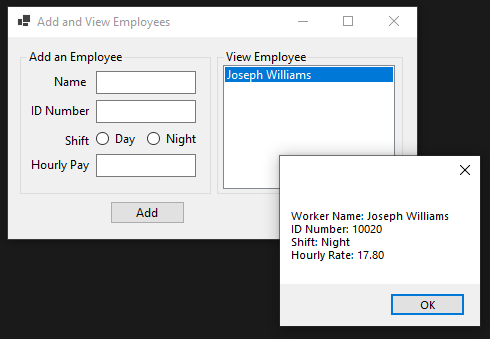 Add and View Employees
Add an Employee
Name
ID Number
Shift Day Night
Hourly Pay
Add
View Employee
Joseph Williams
Worker Name: Joseph Williams
ID Number: 10020
Shift: Night
Hourly Rate: 17.80
OK